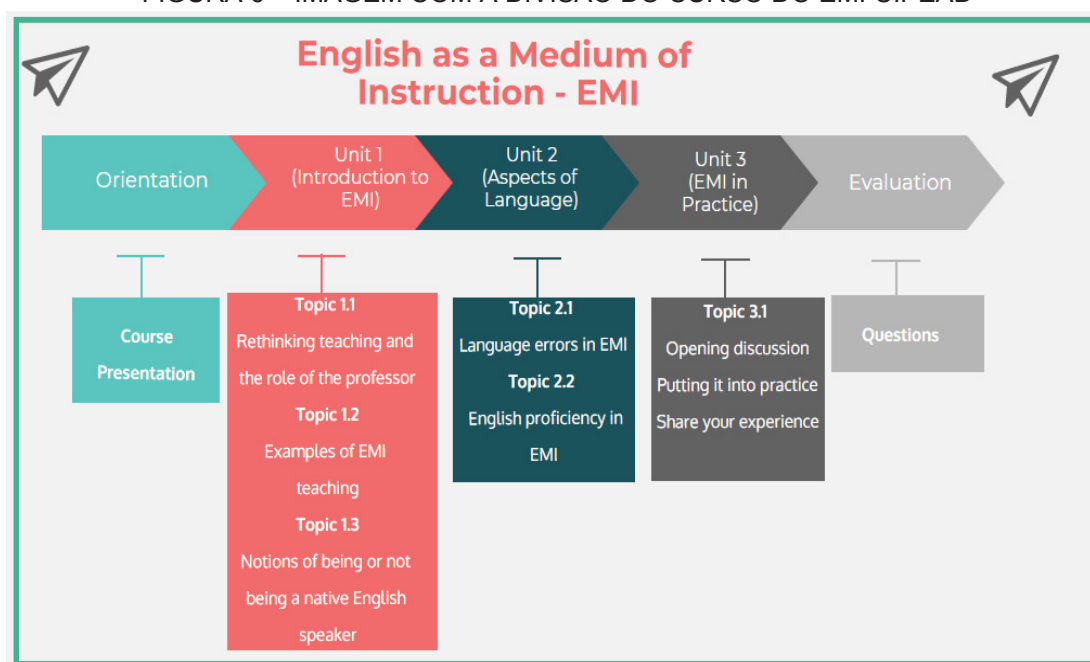 English as a Medium of
Instruction - EMI
Orientation
Unit 1
(Introduction to
EMI)
Unit 2
(Aspects of
Language)
Unit 3
(EMI in
Practice)
Evaluation
Course
Presentation
Topic 1.1
Rethinking teaching and
the role of the professor
Topic 1.2
Examples of EMI
teaching
Topic 1.3
Notions of being or not
being a native English
speaker
Topic 2.1
Language errors in EMI
Topic 2.2
English proficiency in
EMI
Topic 3.1
Opening discussion
Putting it into practice
Share your experience
Questions